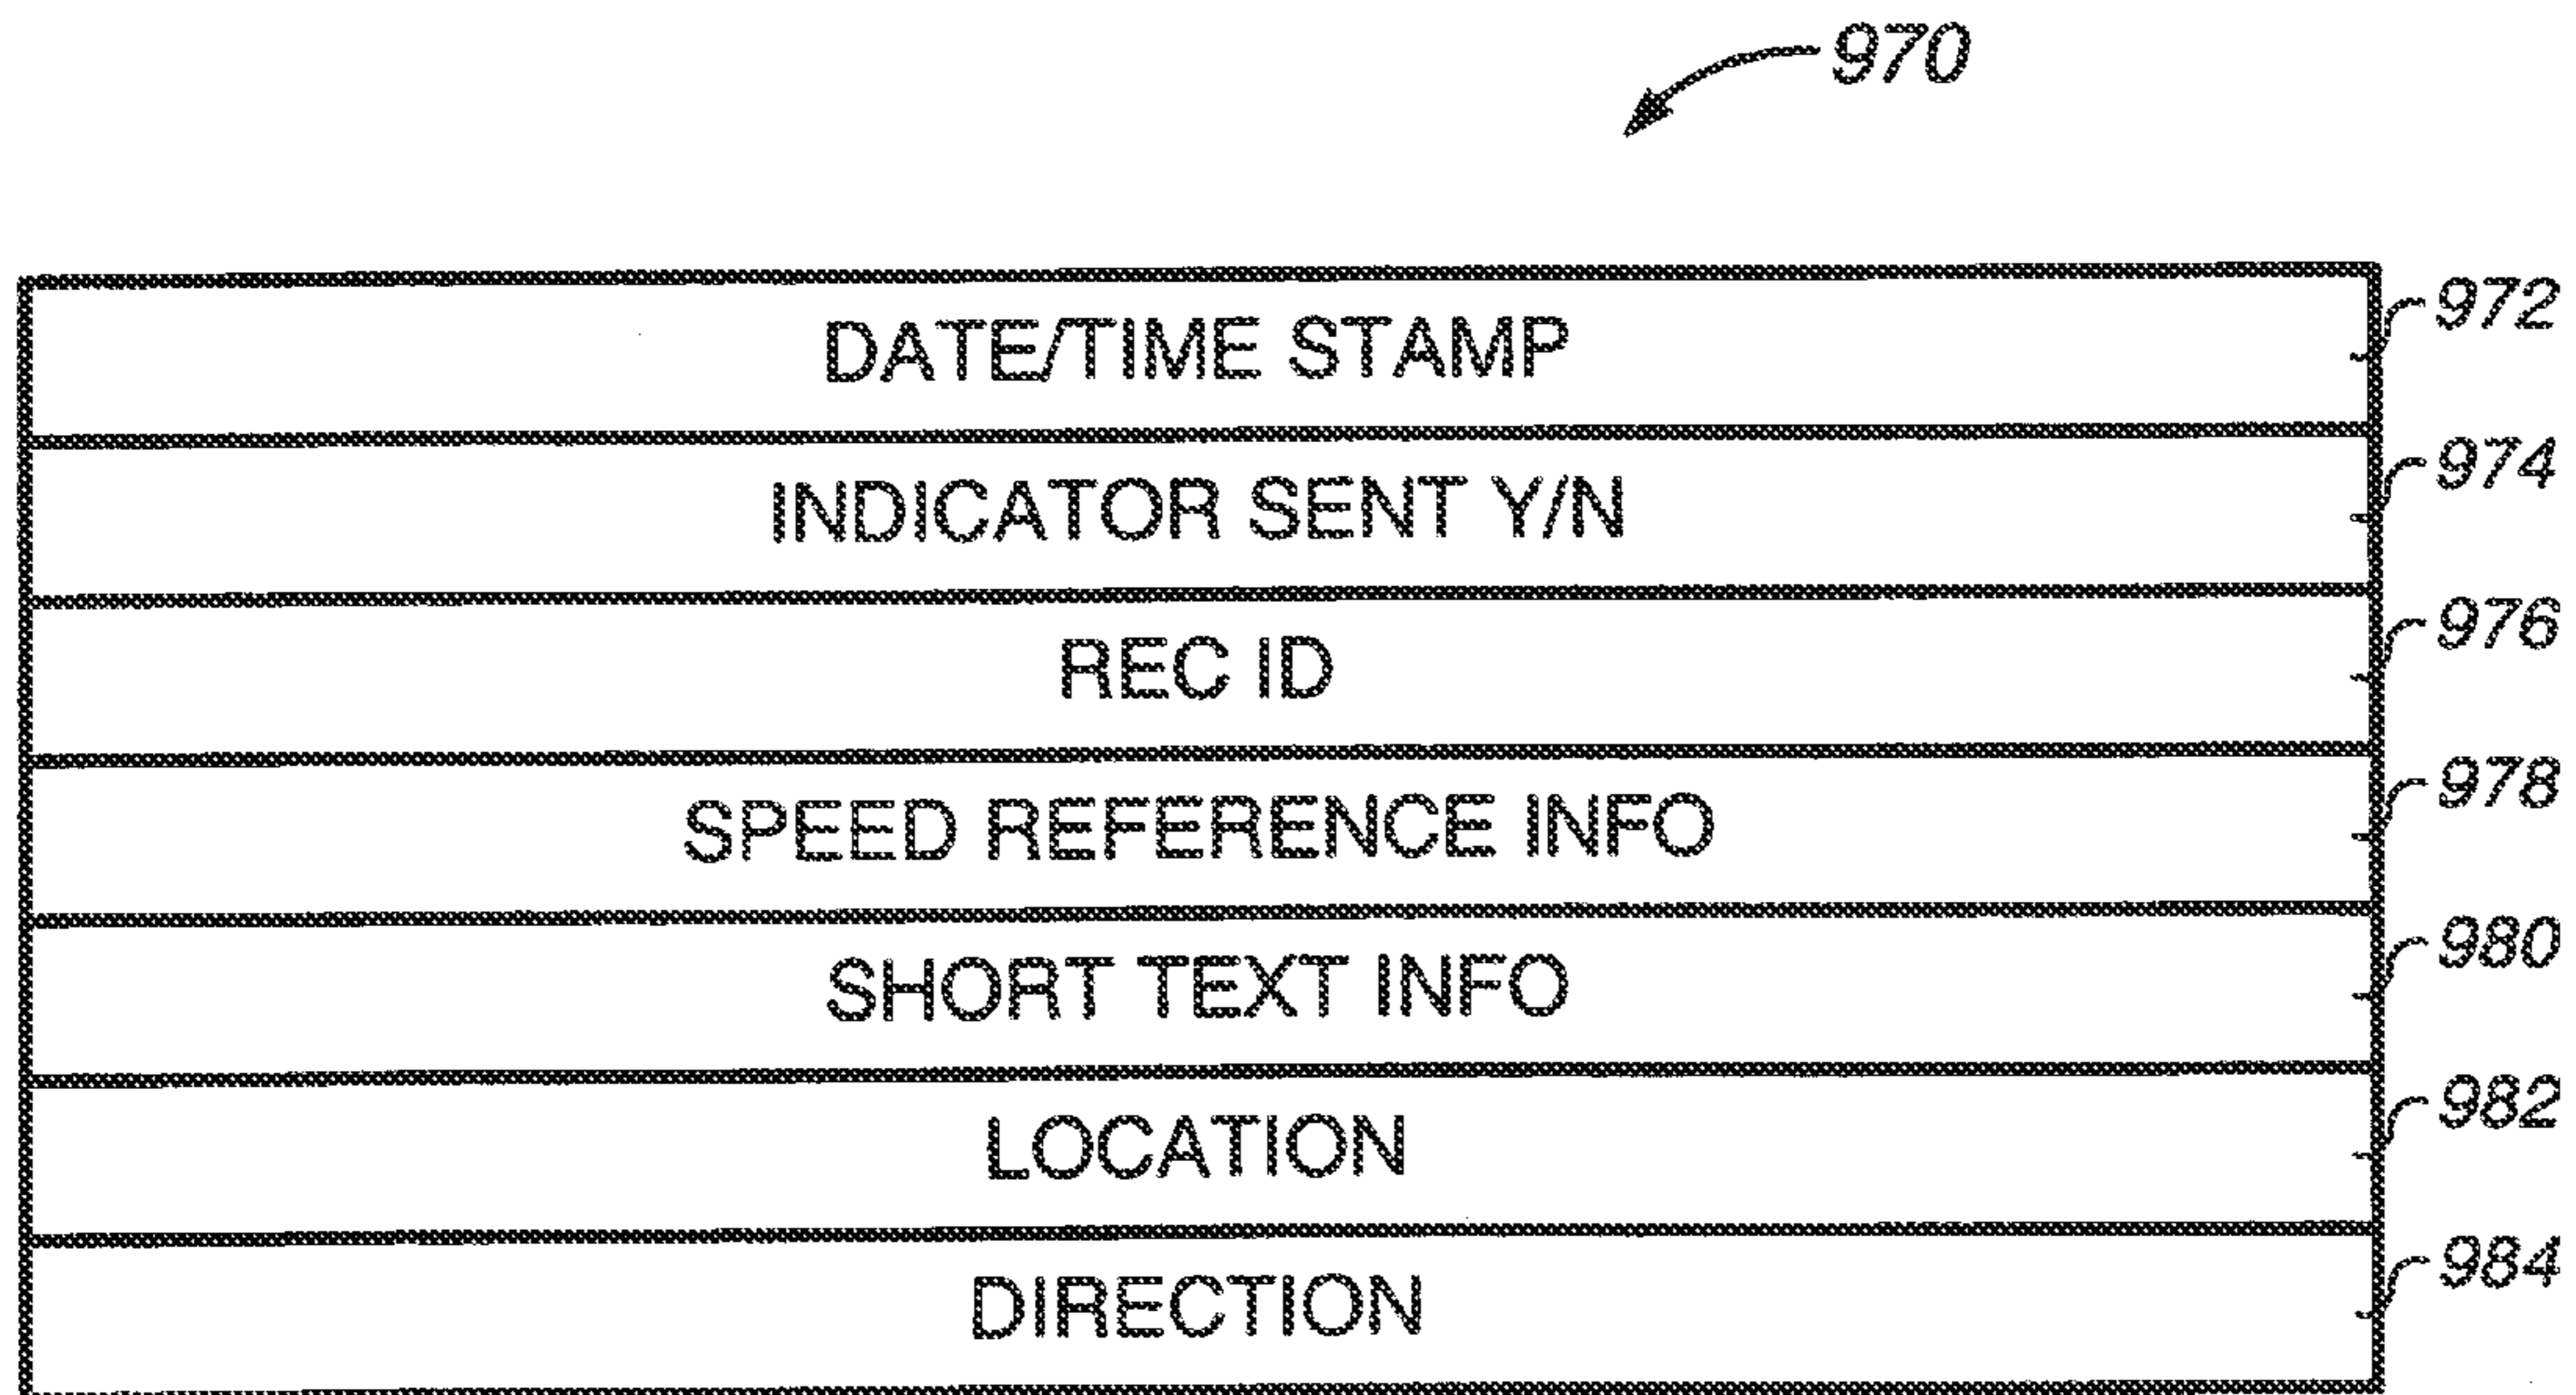 970
DATE/TIME STAMP 972
INDICATOR SENT Y/N 974
REC ID 976
SPEED REFERENCE INFO 978
SHORT TEXT INFO 980
LOCATION 982
DIRECTION 984